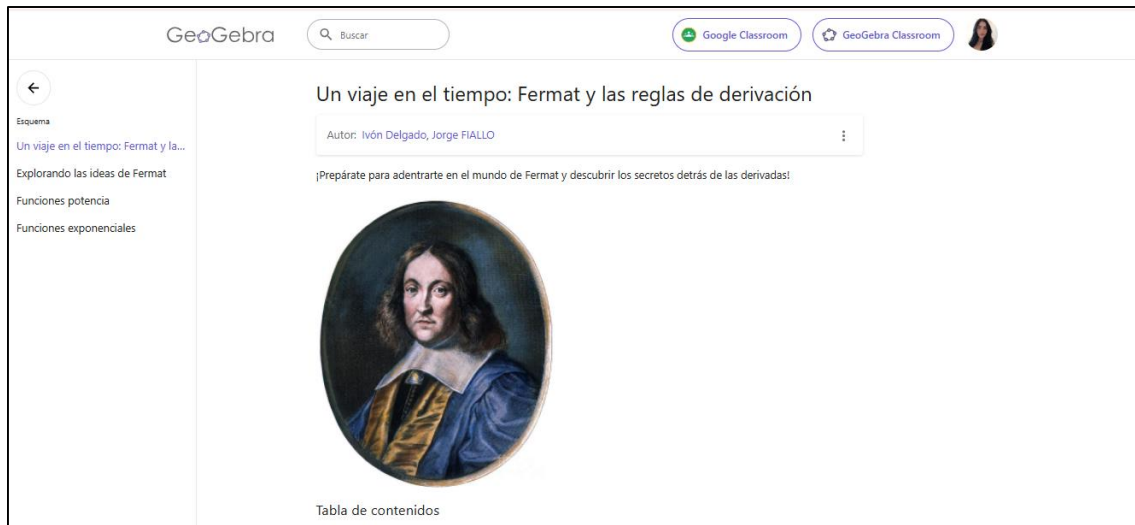 GeoGebra
Buscar
Google Classroom
GeoGebra Classroom
Esquema
Un viaje en el tiempo: Fermat y la...
Explorando las ideas de Fermat
Funciones potencia
Funciones exponenciales
Un viaje en el tiempo: Fermat y las reglas de derivación
Autor: Ivón Delgado, Jorge FIALLO
¡Prepárate para adentrarte en el mundo de Fermat y descubrir los secretos detrás de las derivadas!
Tabla de contenidos